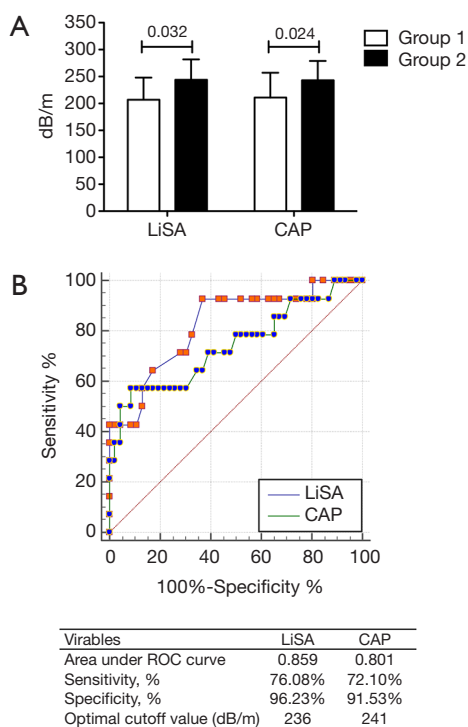 A
0.032
0.024
Group 1
Group 2
350
300
250
200
150
100
50
0
dB/m
LiSA
CAP
B
100
80
60
40
20
0
Sensitivity %
LiSA
CAP
0 20 40 60 80 100
100%-Specificity %
Virables LiSA CAP
Area under ROC curve 0.859 0.801
Sensitivity, % 76.08% 72.10%
Specificity, % 96.23% 91.53%
Optimal cutoff value (dB/m) 236 241